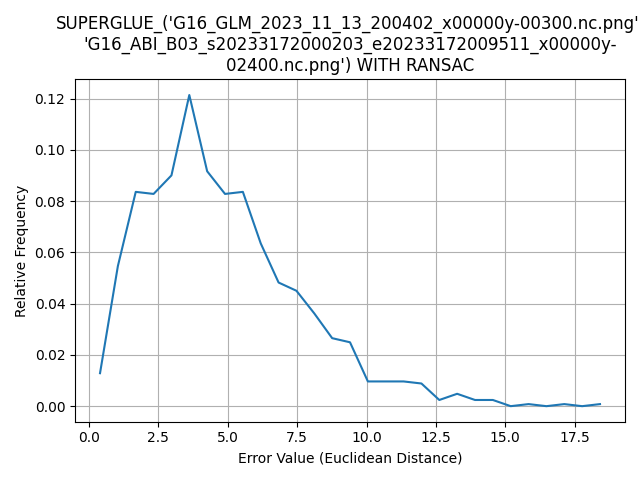 SUPERGLUE_('G16_GLM_2023_11_13_200402_x00000y-00300.nc.png'
'G16_ABI_B03_s20233172000203_e20233172009511_x00000y-
02400.nc.png') WITH RANSAC
0.12
0.10
0.08
0.06
0.04
0.02
0.00
Relative Frequency
0.0 2.5 5.0 7.5 10.0 12.5 15.0 17.5
Error Value (Euclidean Distance)